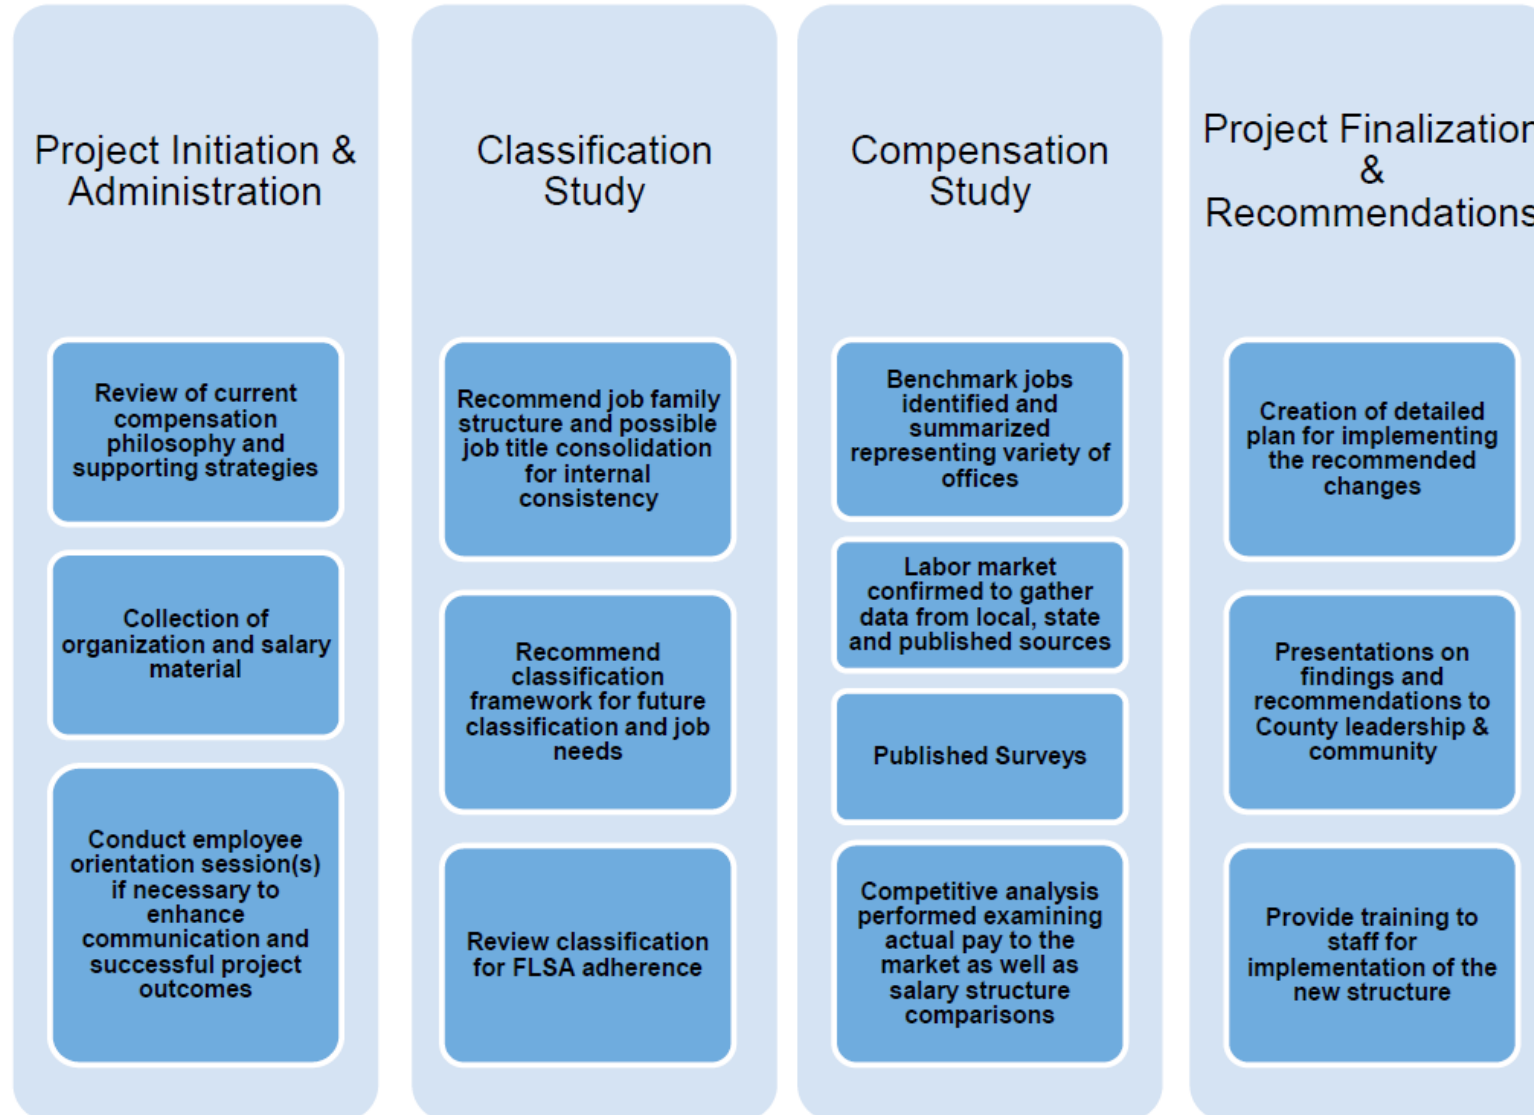 Project Initiation &
Administration
Review of current
compensation
philosophy and
supporting strategies
Collection of
organization and salary
material
Conduct employee
orientation session(s)
if necessary to
enhance
communication and
successful project
outcomes
Classification
Study
Recommend job family
structure and possible
job title consolidation
for internal
consistency
Recommend
classification
framework for future
classification and job
needs
Review classification
for FLSA adherence
Compensation
Study
Benchmark jobs
identified and
summarized
representing variety of
offices
Labor market
confirmed to gather
data from local, state
and published sources
Published Surveys
Competitive analysis
performed examining
actual pay to the
market as well as
salary structure
comparisons
Project Finalization
&
Recommendations
Creation of detailed
plan for implementing
the recommended
changes
Presentations on
findings and
recommendations to
County leadership &
community
Provide training to
staff for
implementation of the
new structure